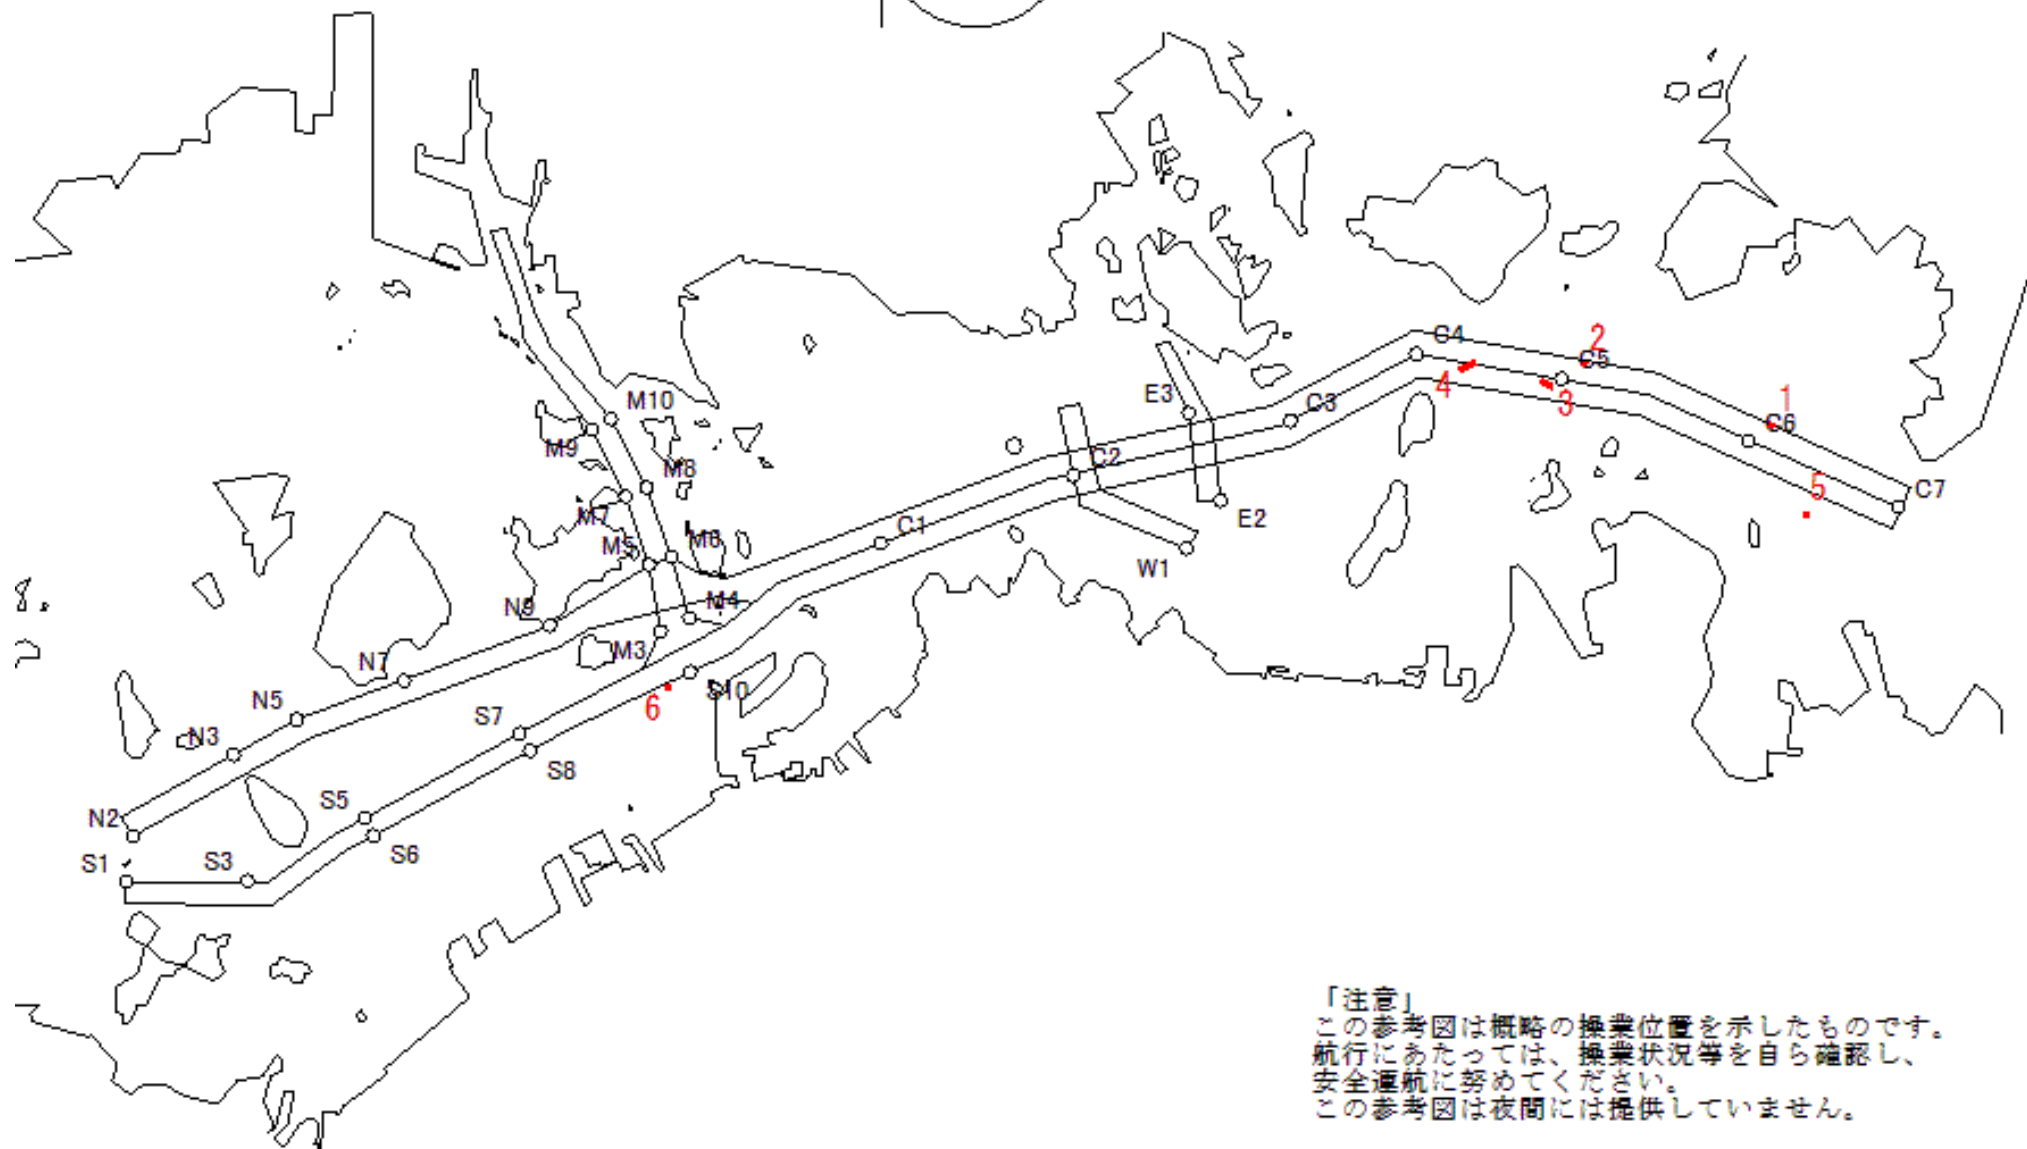 C4
2
C5
4
3
1
C6
5
C7
E3
C3
C2
E2
W1
C1
M10
M9
M8
M7
M6
M5
M4
M3
N9
N7
N5
N3
N2
S10
6
S7
S8
S5
S6
S3
S1
「注意」
この参考図は概略の操業位置を示したものです。
航行にあたっては、操業状況等を自ら確認し、
安全運航に努めてください。
この参考図は夜間には提供していません。